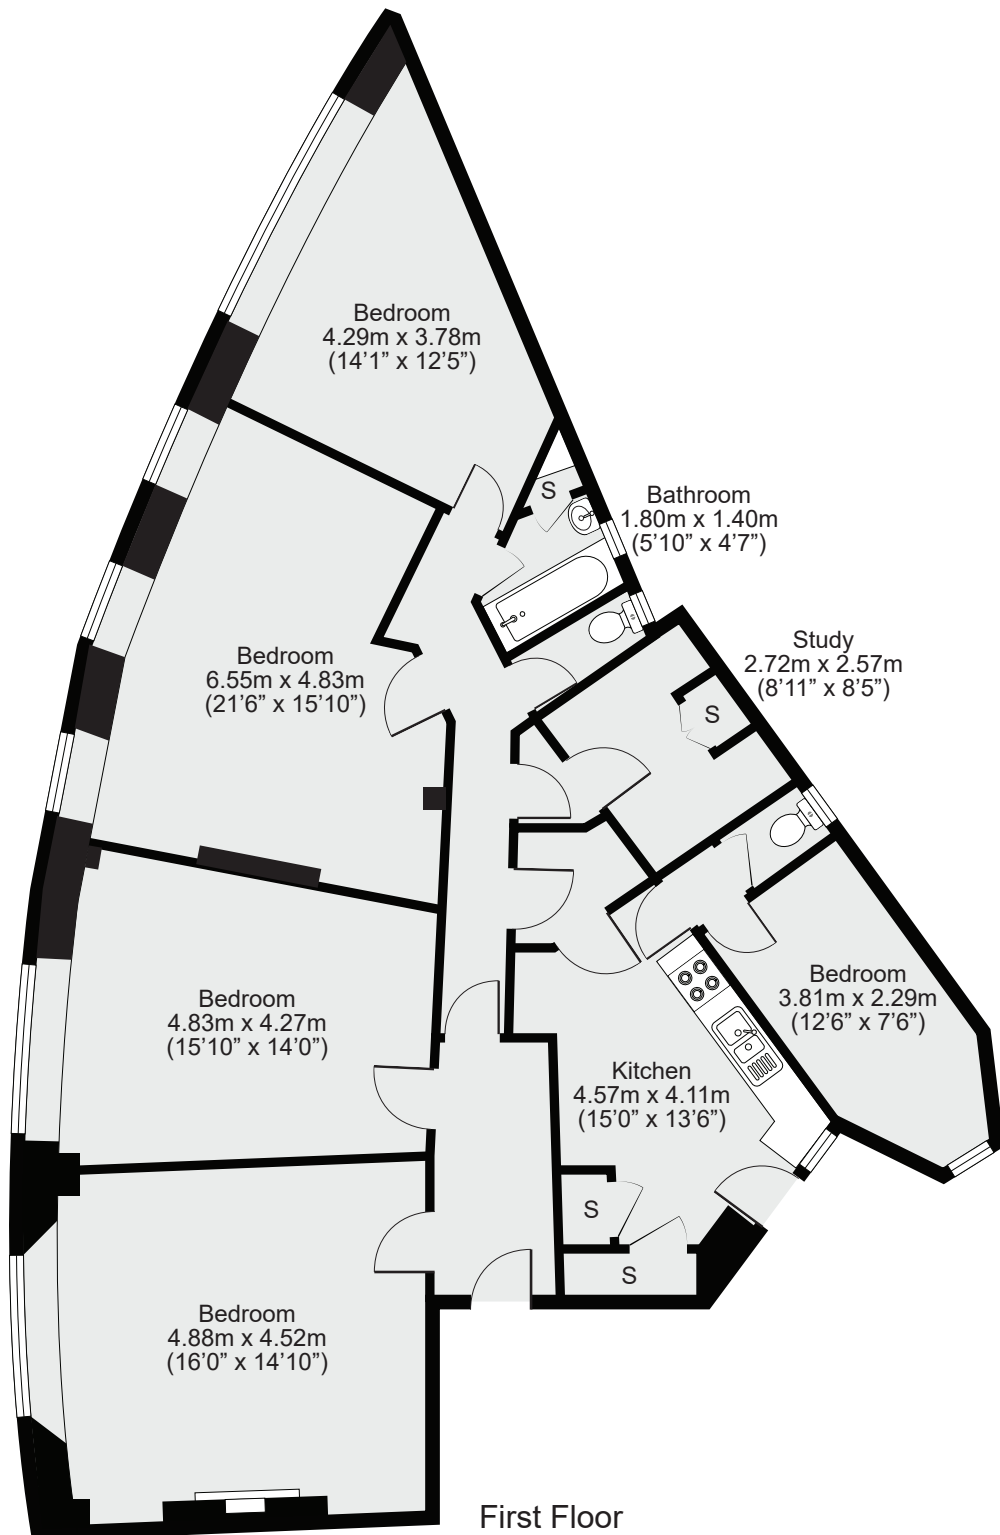 Bedroom
4.29m x 3.78m
(14’1” x 12’5”)
S
Bathroom
1.80m x 1.40m
(5’10” x 4’7”)
Study
2.72m x 2.57m
(8’11” x 8’5”)
S
Bedroom
6.55m x 4.83m
(21’6” x 15’10”)
Bedroom
4.83m x 4.27m
(15’10” x 14’0”)
Bedroom
3.81m x 2.29m
(12’6” x 7’6”)
Kitchen
4.57m x 4.11m
(15’0” x 13’6”)
S
S
Bedroom
4.88m x 4.52m
(16’0” x 14’10”)
First Floor